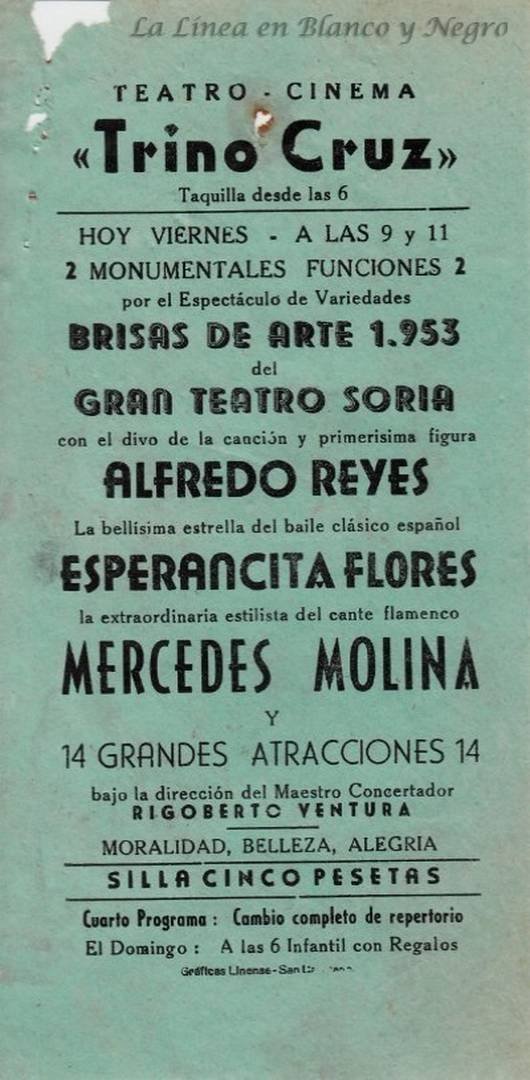 La Línea en Blanco y Negro
TEATRO - CINEMA
«Trino Cruz»
Taquilla desde las 6
HOY VIERNES - A LAS 9 y 11
2 MONUMENTALES FUNCIONES 2
por el Espectáculo de Variedades
BRISAS DE ARTE 1.953
del
GRAN TEATRO SORIA
con el divo de la canción y primerisima figura
ALFREDO REYES
La bellísima estrella del baile clásico español
ESPERANCITA FLORES
la extraordinaria estilista del cante flamenco
MERCEDES MOLINA
Y
14 GRANDES ATRACCIONES 14
bajo la dirección del Maestro Concertador
RIGOBERTO VENTURA
MORALIDAD, BELLEZA, ALEGRIA
SILLA CINCO PESETAS
Cuarto Programa : Cambio completo de repertorio
El Domingo : A las 6 Infantil con Regalos
Gráficas Linense - San